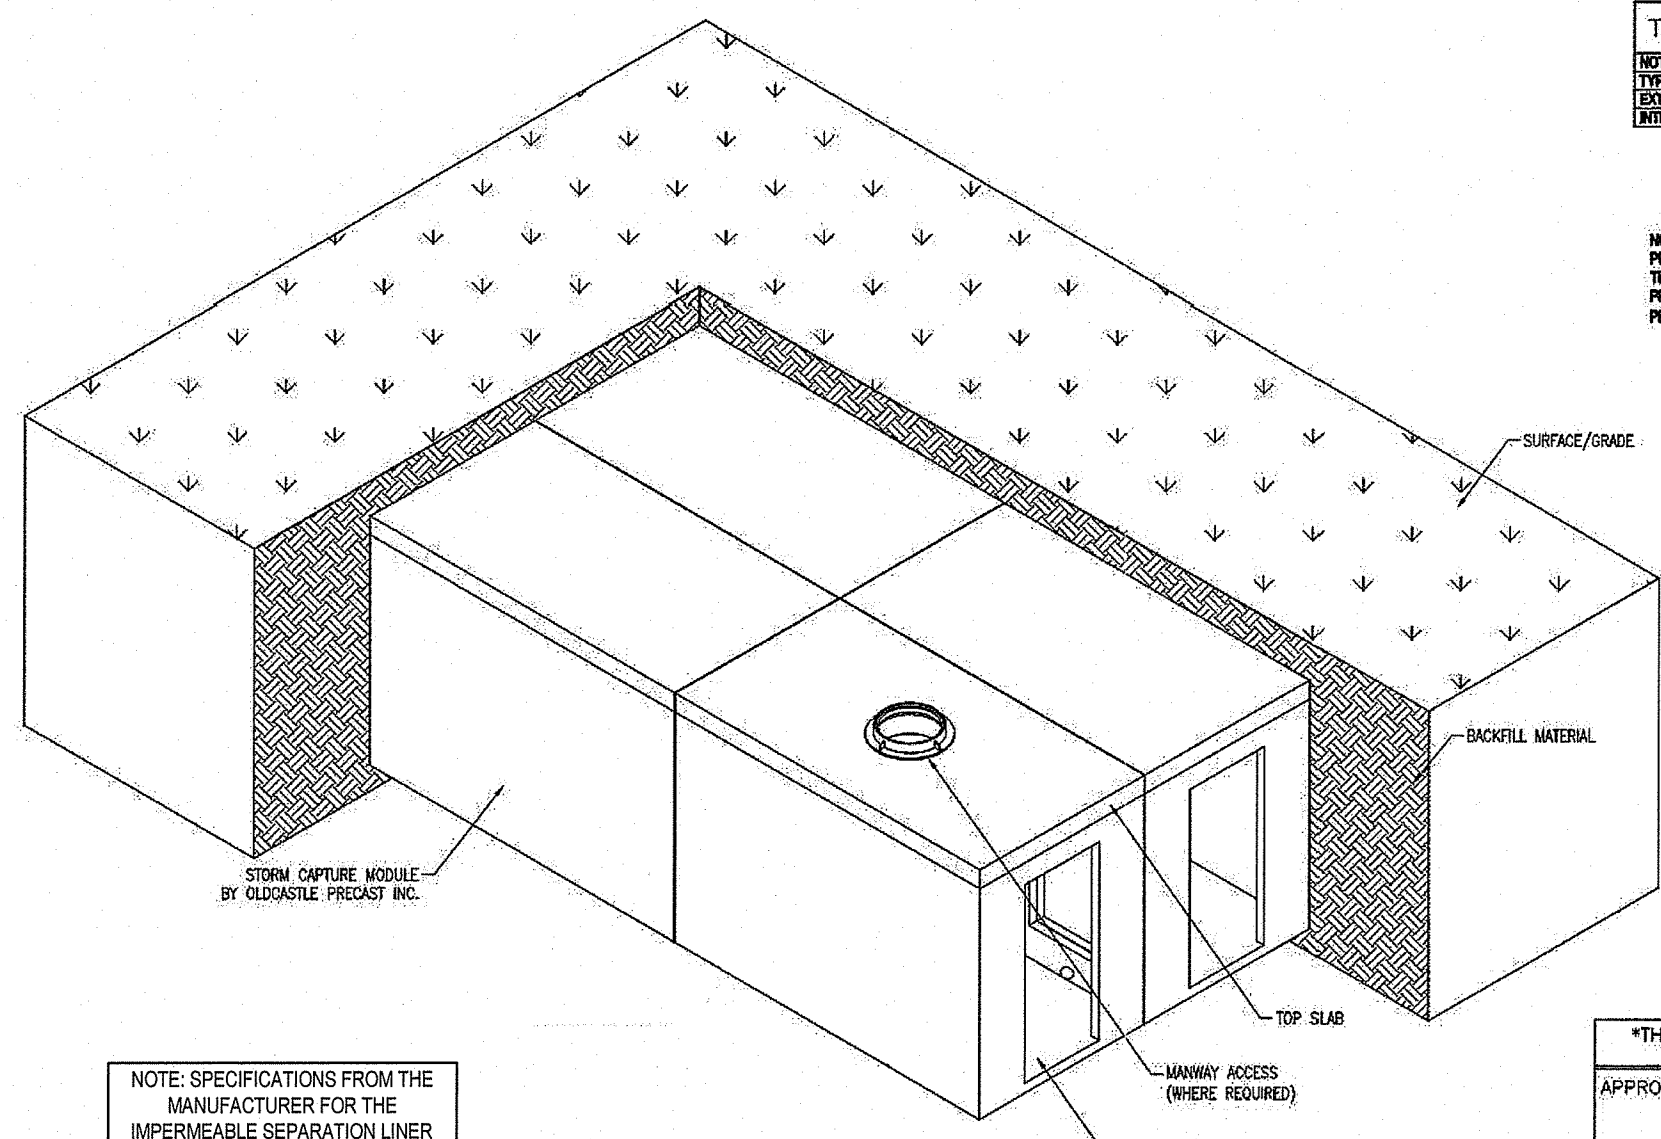 SURFACE/GRADE
BACKFILL MATERIAL
STORM CAPTURE MODULE
BY OLDCASTLE PRECAST INC.
TOP SLAB
MANWAY ACCESS
(WHERE REQUIRED)
NOTE: SPECIFICATIONS FROM THE
MANUFACTURER FOR THE
IMPERMEABLE SEPARATION LINER
*TH
APPRO